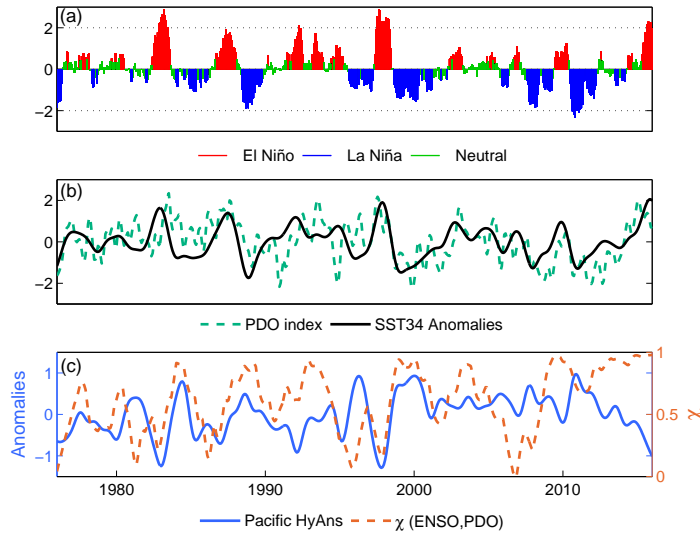 (a)
2
0
−2
El Niño La Niña Neutral
(b)
2
0
−2
PDO index SST34 Anomalies
(c)
Anomalies
1
0
−1
1
0.5
0
χ
1980 1990 2000 2010
Pacific HyAns χ (ENSO,PDO)